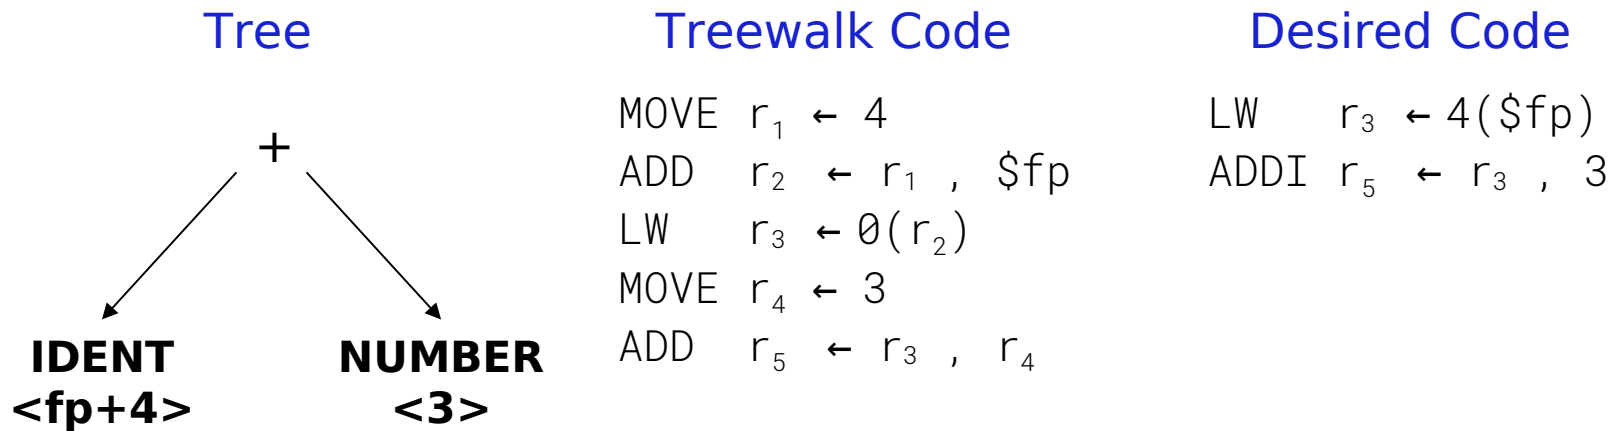 Tree
+
IDENT
<fp+4>
NUMBER
<3>
Treewalk Code
MOVE r₁ ← 4
ADD r₂ ← r₁ , $fp
LW r₃ ← 0(r₂)
MOVE r₄ ← 3
ADD r₅ ← r₃ , r₄
Desired Code
LW r₃ ← 4($fp)
ADDI r₅ ← r₃ , 3